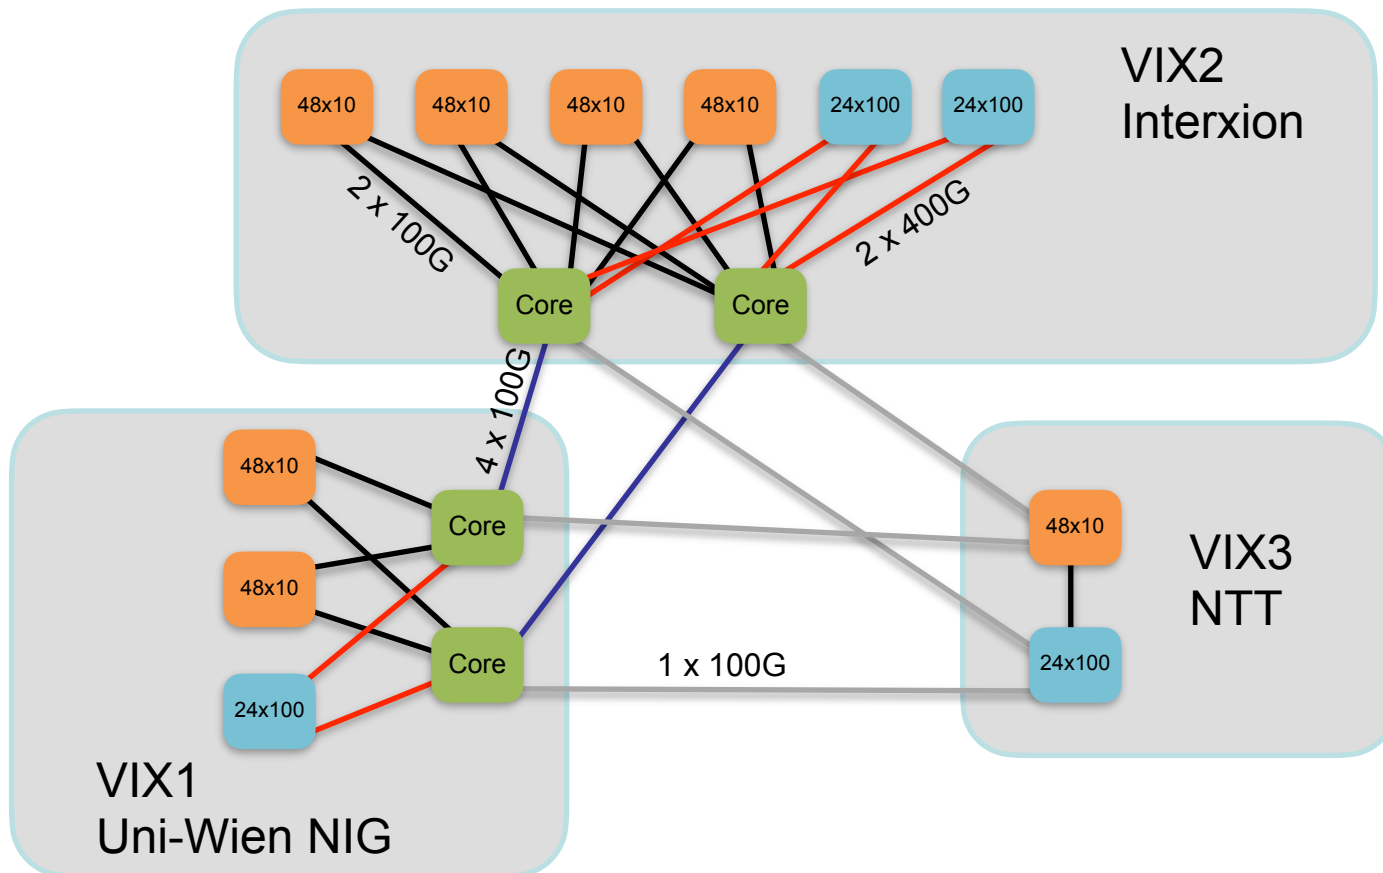 VIX2
Interxion
48x10
48x10
48x10
48x10
24x100
24x100
2 x 100G
2 x 400G
Core
Core
4 x 100G
48x10
48x10
24x100
Core
Core
VIX1
Uni-Wien NIG
1 x 100G
48x10
24x100
VIX3
NTT